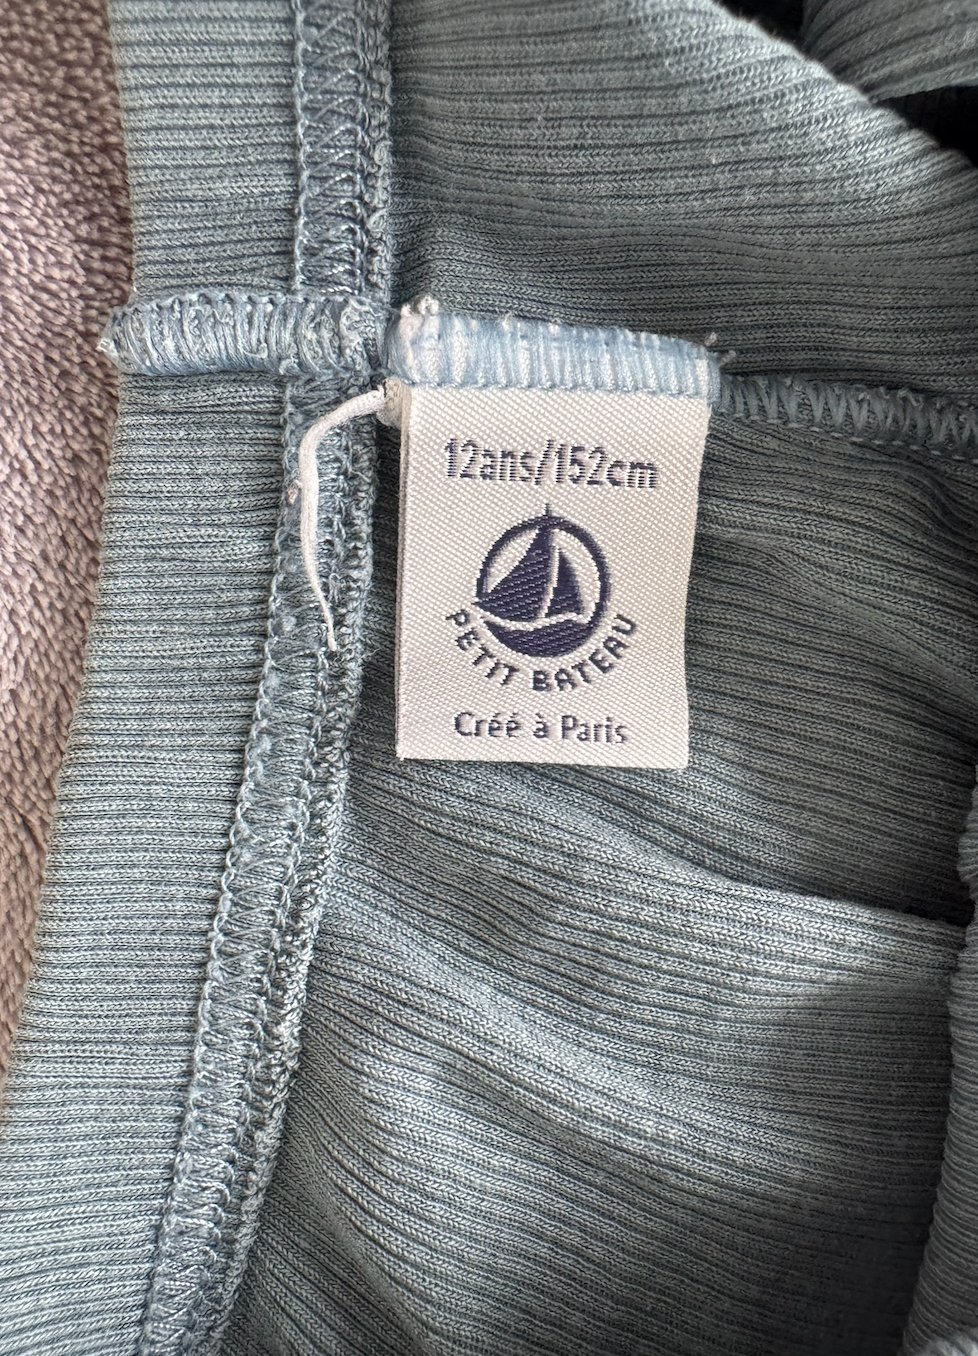 12ans/152cm
PETIT BATEAU
Créé à Paris